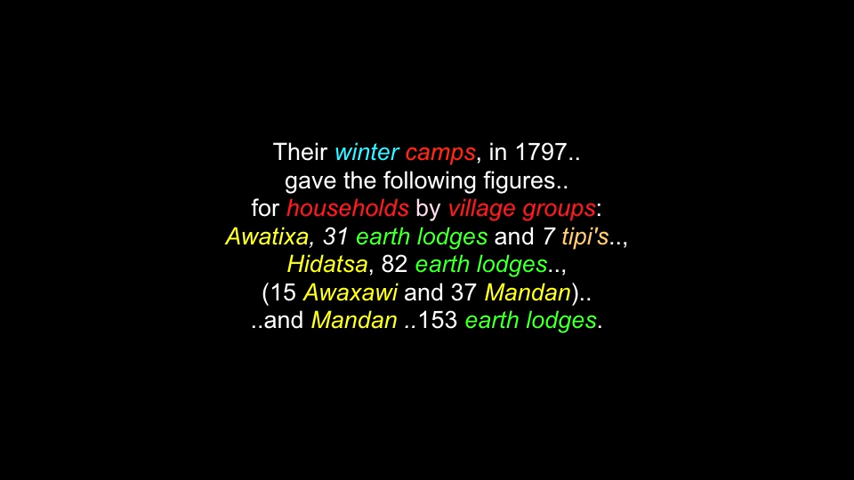 Their winter camps, in 1797..
gave the following figures..
for households by village groups:
Awatixa, 31 earth lodges and 7 tipi's..,
Hidatsa, 82 earth lodges..,
(15 Awaxawi and 37 Mandan)..
..and Mandan ..153 earth lodges.